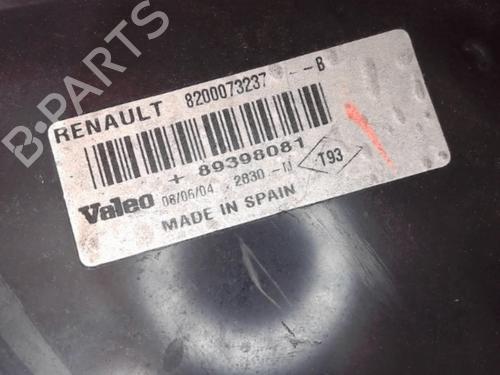 B-PARTS
RENAULT 8200073237 --B
+ 89398081
T93
Valeo 08/06/04 . 2830
MADE IN SPAIN